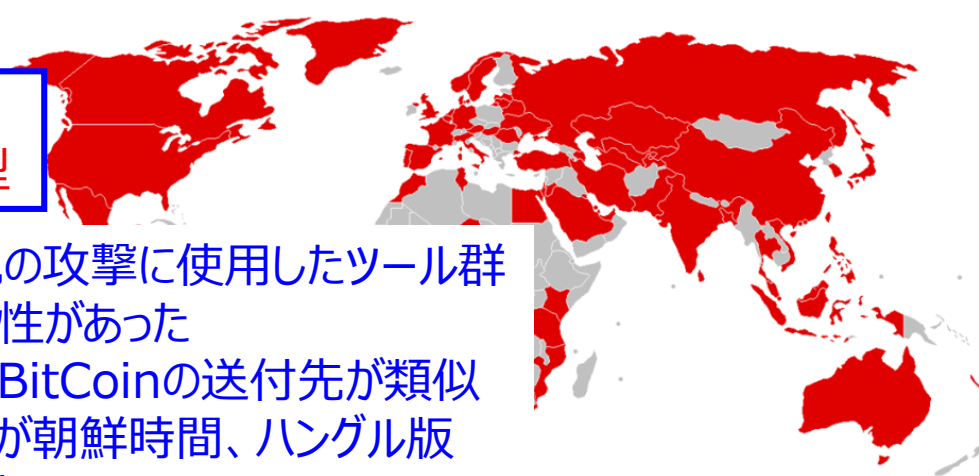 型
の攻撃に使用したツール群
性があった
BitCoinの送付先が類似
が朝鮮時間、ハングル版